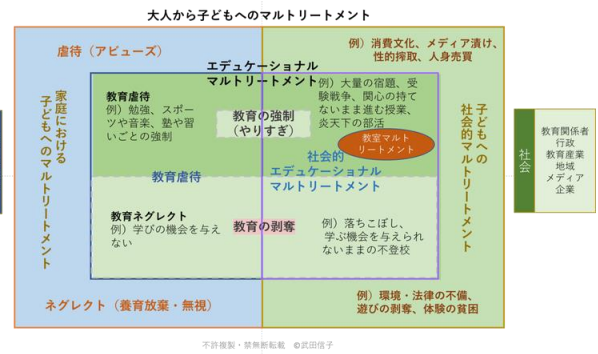 大人から子どもへのマルトリートメント
虐待（アビューズ）
例）消費文化、メディア漬け、
性的搾取、人身売買
エデュケーショナル
マルトリートメント
家庭における
子どもへのマルトリートメント
教育虐待
例）勉強、スポー
ツや音楽、塾や習
いごとの強制
教育の強制
（やりすぎ）
例）大量の宿題、受
験戦争、関心の持て
ないまま進む授業、
炎天下の部活
教室マルト
リートメント
社会的
エデュケーショナル
マルトリートメント
教育虐待
子どもへの
社会的マルトリートメント
社会
教育関係者
行政
教育産業
地域
メディア
企業
教育ネグレクト
例）学びの機会を与え
ない
教育の剥奪
例）落ちこぼし、
学ぶ機会を与えられ
ないままの不登校
ネグレクト（養育放棄・無視）
例）環境・法律の不備、
遊びの剥奪、体験の貧困
不許複製・禁無断転載　©武田信子